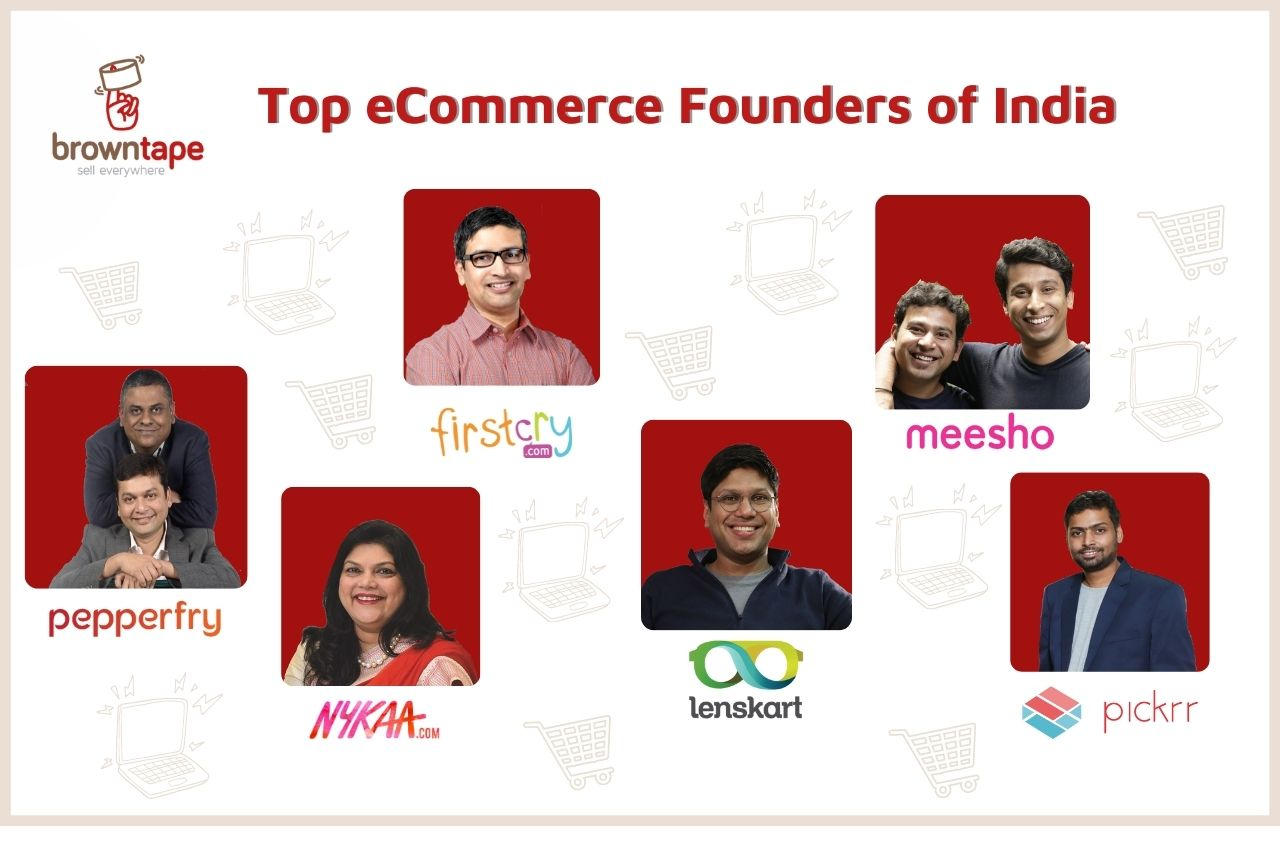 browntape
sell everywhere
Top eCommerce Founders of India
firstcry
.com
meesho
pepperfry
NYKAA.COM
lenskart
pickrr